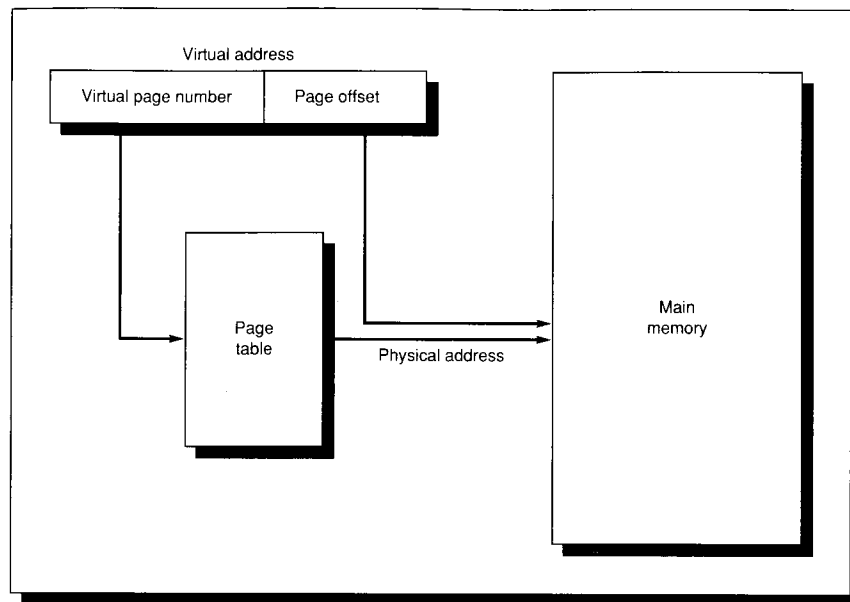 Virtual address
Virtual page number
Page offset
Page
table
Physical address
Main
memory